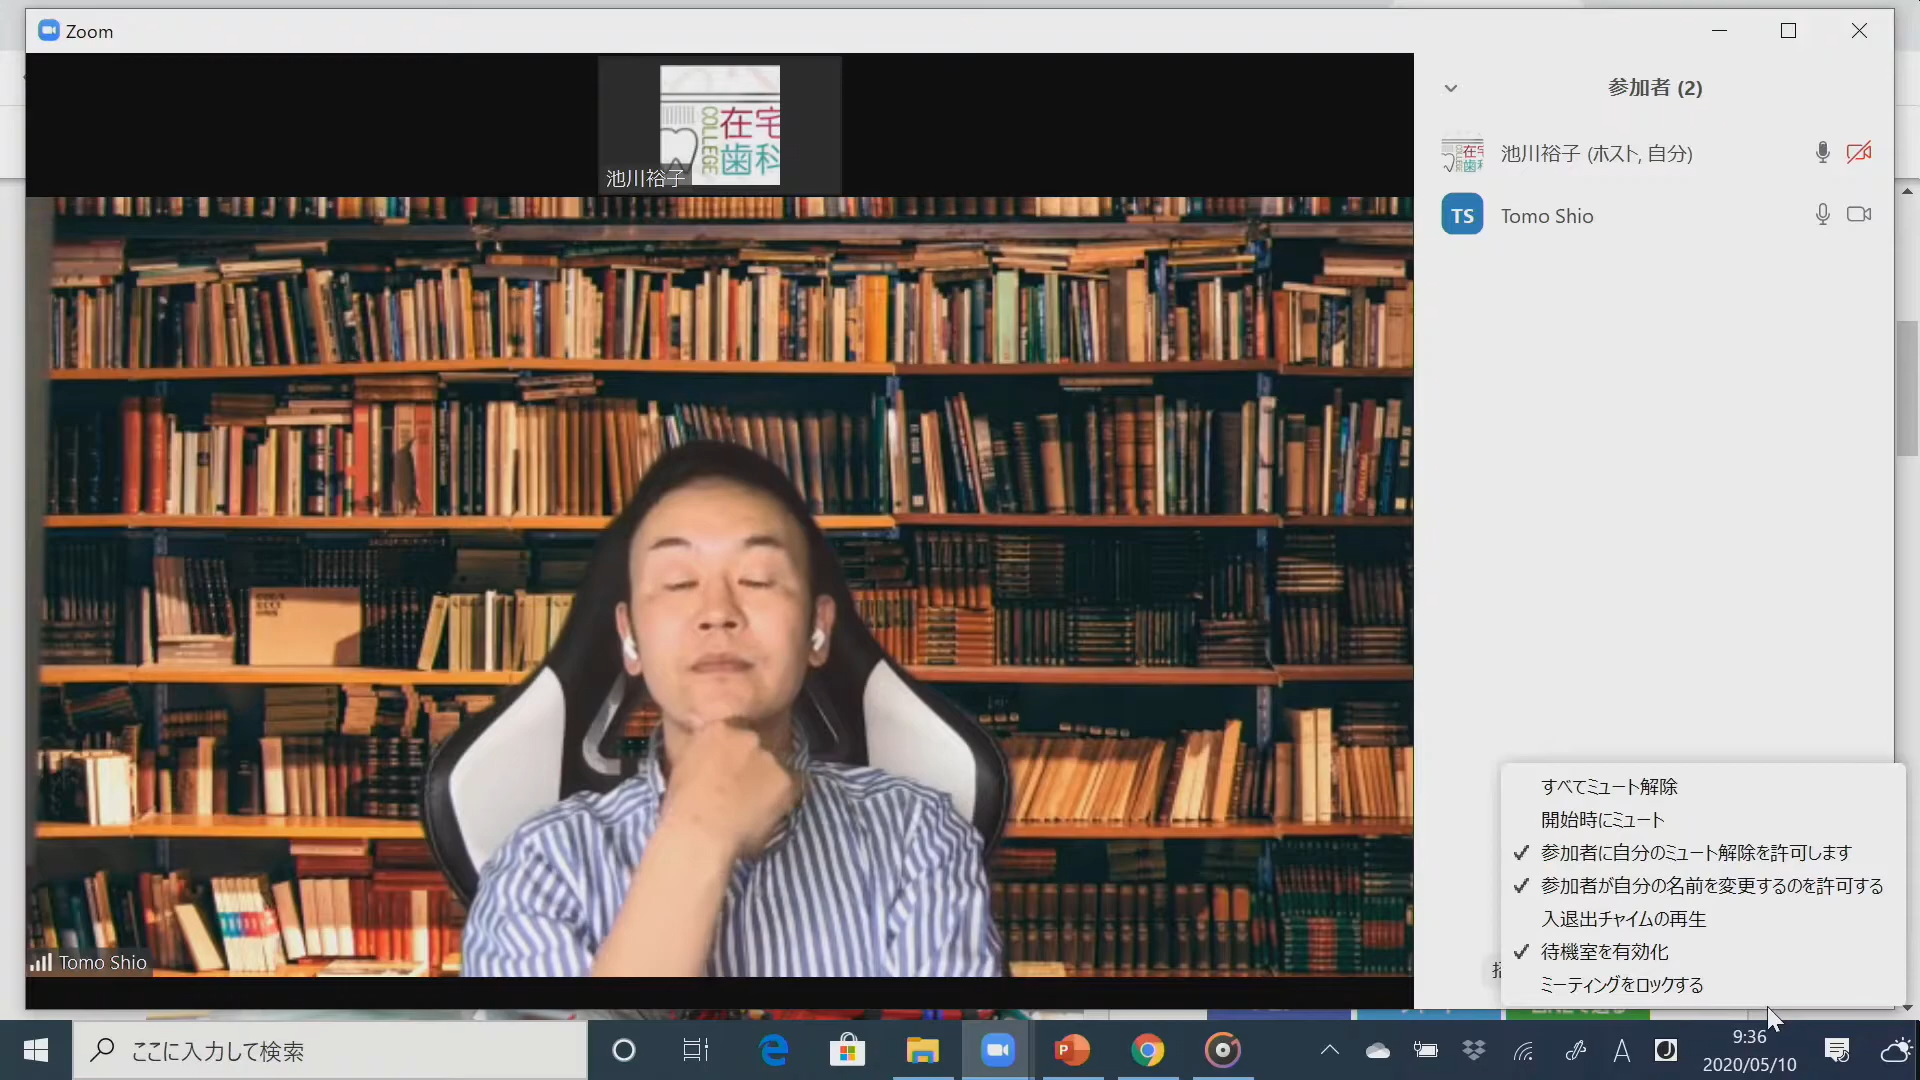 Zoom
COLLEGE
在宅
歯科
池川裕子
参加者 (2)
池川裕子 (ホスト, 自分)
TS
Tomo Shio
すべてミュート解除
開始時にミュート
参加者に自分のミュート解除を許可します
参加者が自分の名前を変更するのを許可する
入退出チャイムの再生
待機室を有効化
ミーティングをロックする
Tomo Shio
ここに入力して検索
A
9:36
2020/05/10